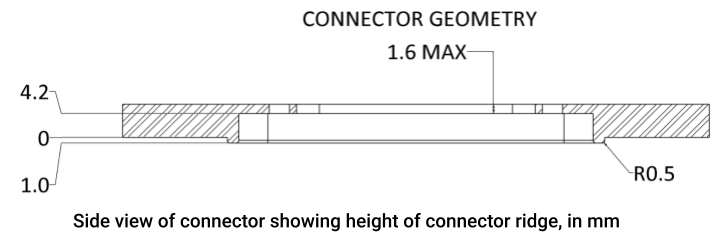 CONNECTOR GEOMETRY
1.6 MAX
4.2
0
1.0
R0.5
Side view of connector showing height of connector ridge, in mm